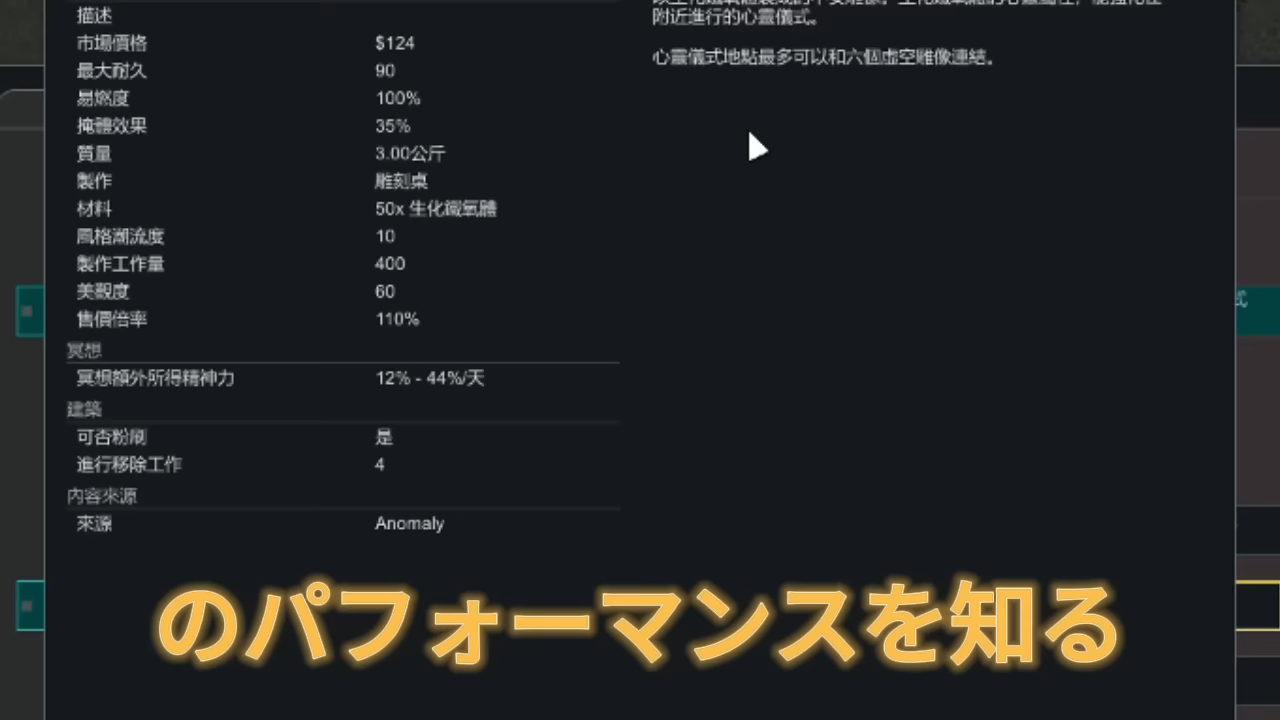 描述
市場價格 $124
最大耐久 90
易燃度 100%
掩體效果 35%
質量 3.00公斤
製作 雕刻桌
材料 50x 生化鐵氧體
風格潮流度 10
製作工作量 400
美觀度 60
售價倍率 110%
冥想
冥想額外所得精神力 12% - 44%/天
建築
可否粉刷 是
進行移除工作 4
內容來源
來源 Anomaly
附近進行的心靈儀式。
心靈儀式地點最多可以和六個虛空雕像連結。
式
のパフォーマンスを知る